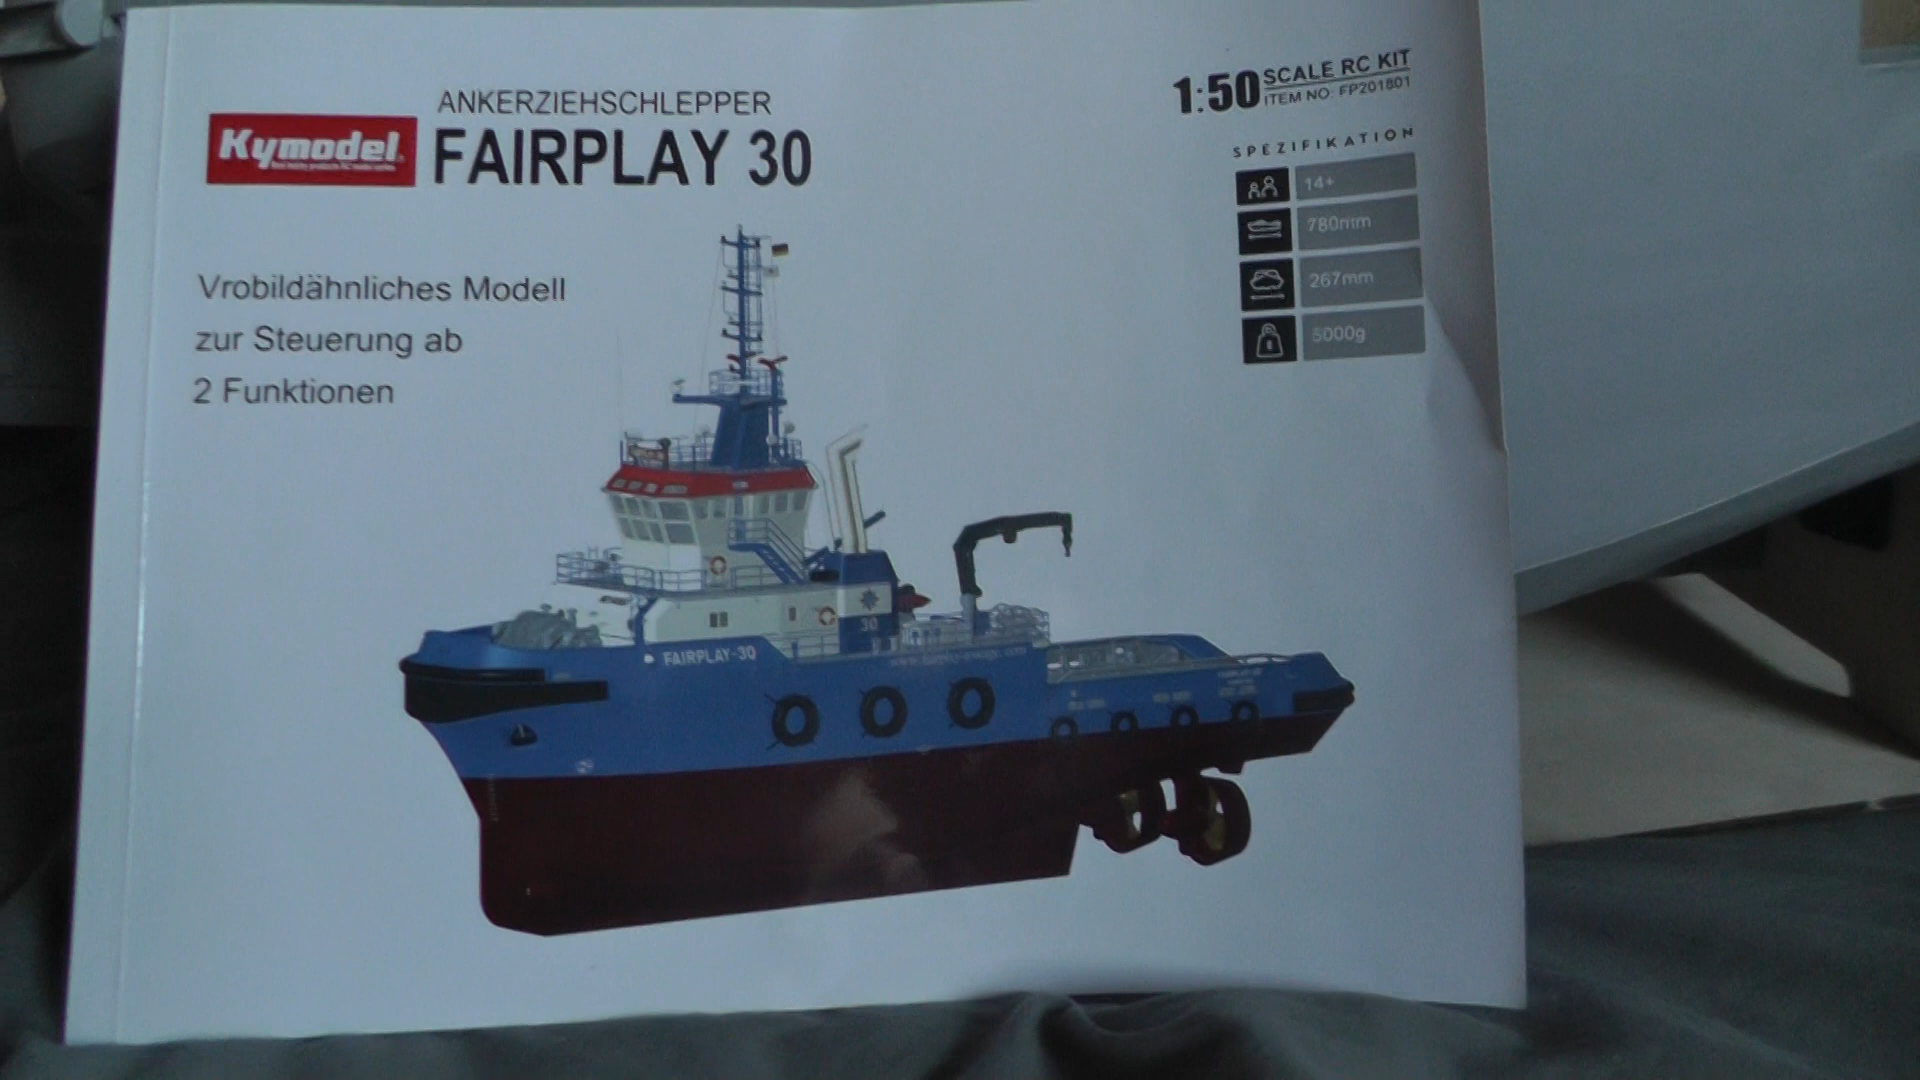 ANKERZIEHSCHLEPPER
Kymodel
FAIRPLAY 30
1:50 SCALE RC KIT
ITEM NO: FP201801
SPEZIFIKATION
14+
780mm
267mm
5000g
Vrobildähnliches Modell
zur Steuerung ab
2 Funktionen
30
FAIRPLAY-30